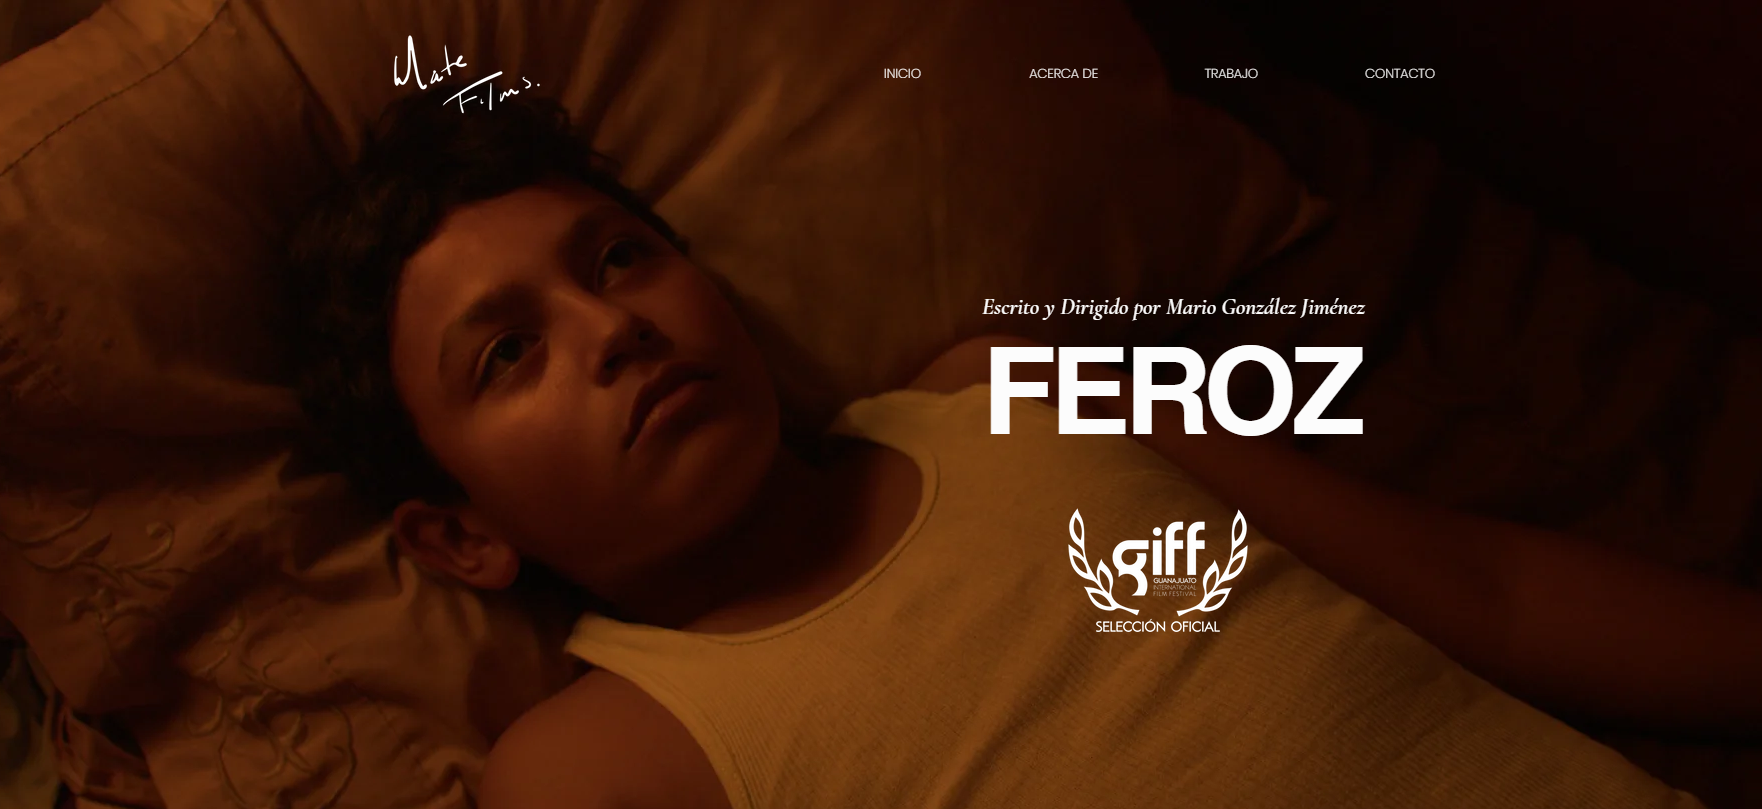 Mate
Films.
INICIO
ACERCA DE
TRABAJO
CONTACTO
Escrito y Dirigido por Mario González Jiménez
FEROZ
giff
GUANAJUATO
INTERNATIONAL
FILM FESTIVAL
SELECCIÓN OFICIAL